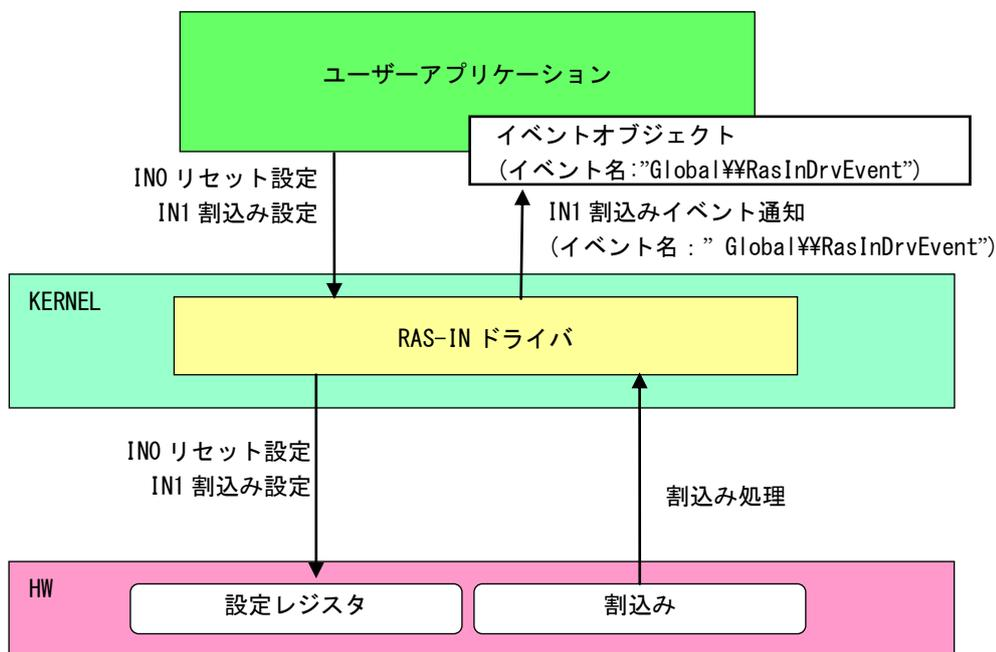 ユーザーアプリケーション
イベントオブジェクト
(イベント名:”Global¥¥RasInDrvEvent”)
IN0 リセット設定
IN1 割込み設定
IN1 割込みイベント通知
(イベント名：” Global¥¥RasInDrvEvent”)
KERNEL
RAS-IN ドライバ
IN0 リセット設定
IN1 割込み設定
割込み処理
HW
設定レジスタ
割込み